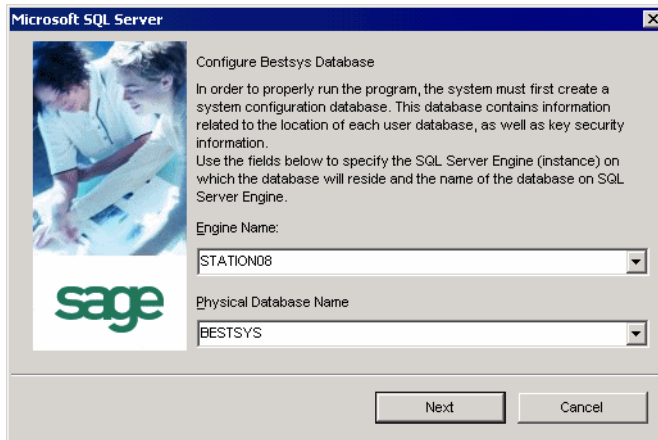 Microsoft SQL Server
Configure Bestsys Database
In order to properly run the program, the system must first create a
system configuration database. This database contains information
related to the location of each user database, as well as key security
information.
Use the fields below to specify the SQL Server Engine (instance) on
which the database will reside and the name of the database on SQL
Server Engine.
Engine Name:
STATION08
sage
Physical Database Name
BESTSYS
Next
Cancel